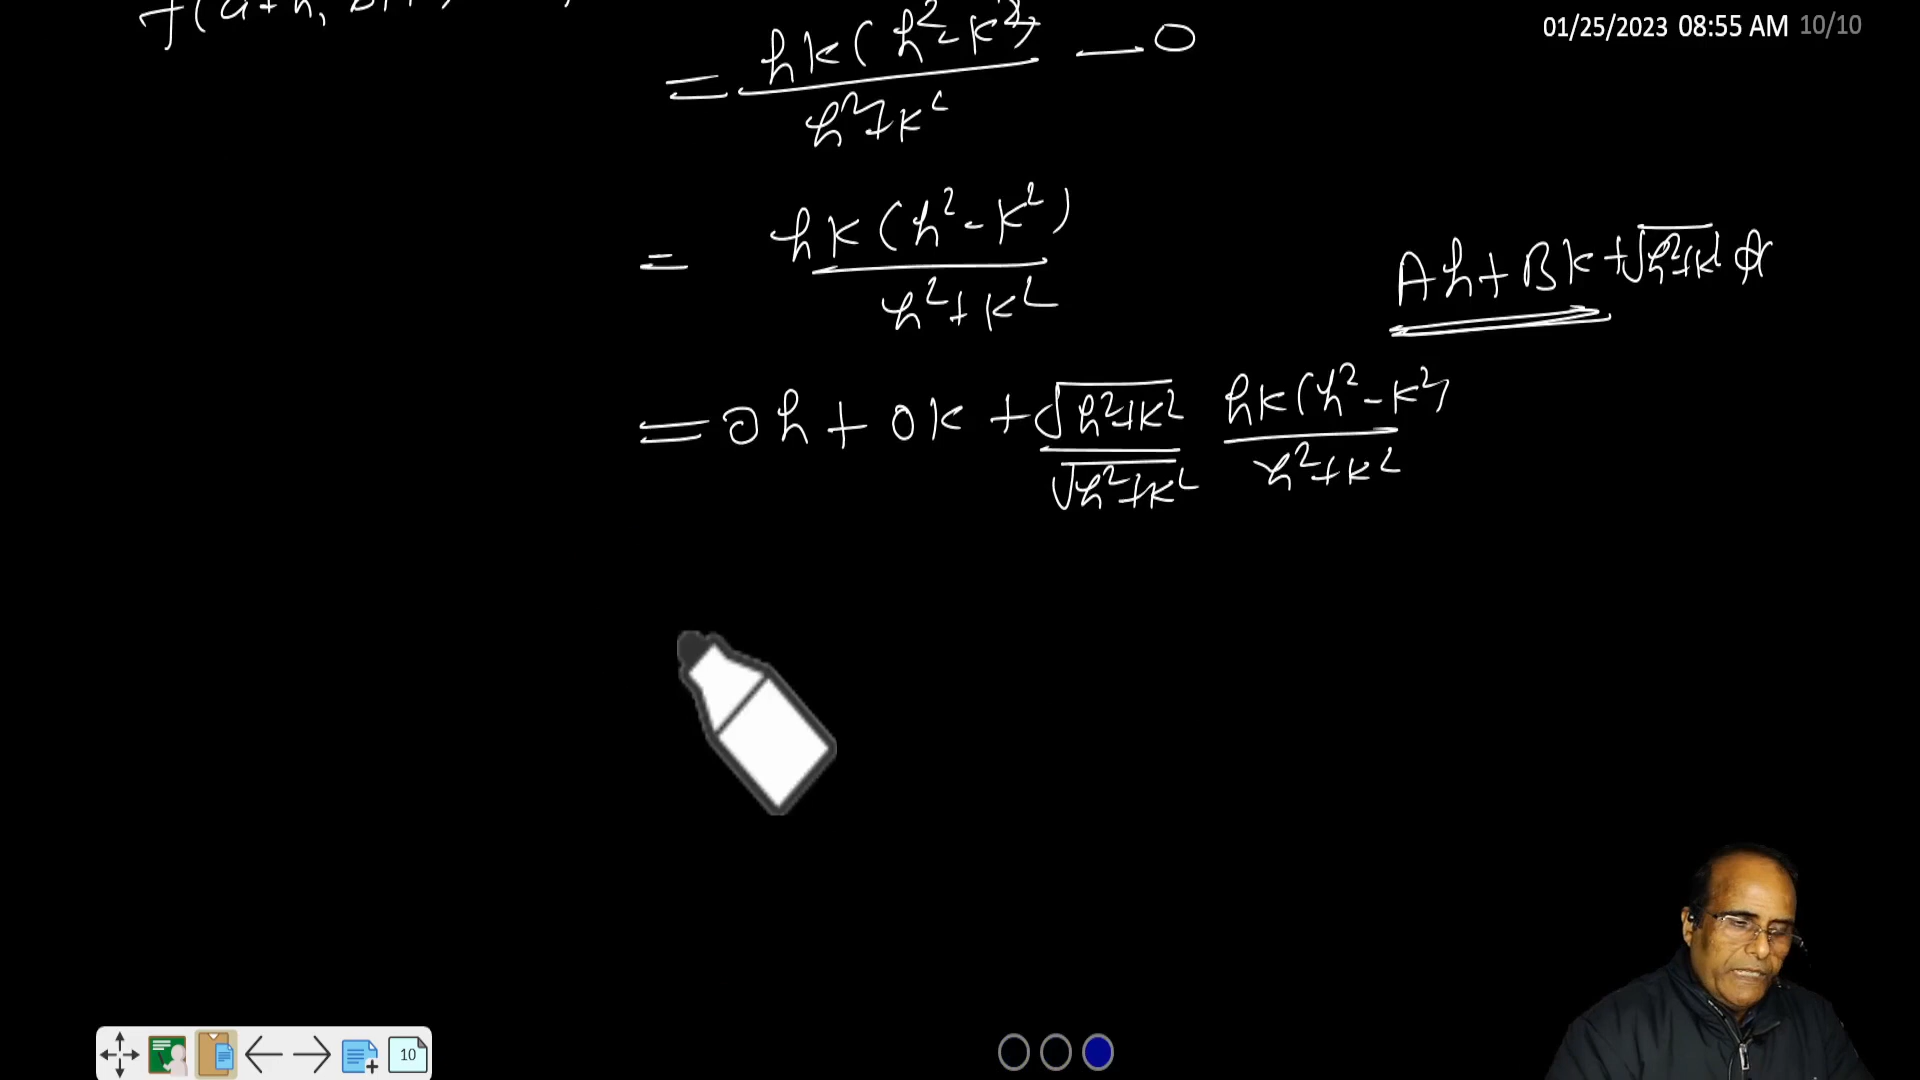 01/25/2023 08:55 AM 10/10
= hk(h²-k²) / h²+k² - 0
= hk(h²-k²) / h²+k²
Ah+Bk+√h²+k² φ
= 0h + 0k + √h²+k² / √h²+k² hk(h²-k²) / h²+k²
10